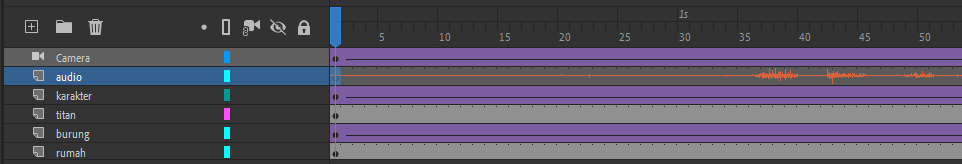 1s
5 10 15 20 25 30 35 40 45 50
Camera
audio
karakter
titan
burung
rumah